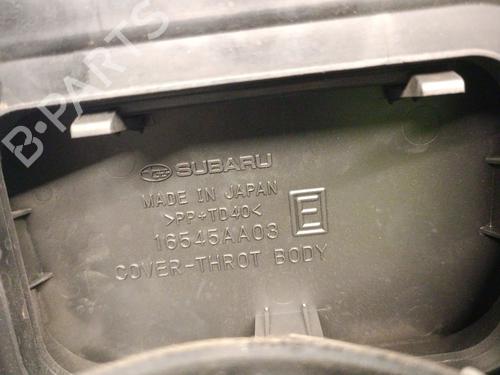 SUBARU
MADE IN JAPAN
>PP+TD40<
16545AA03
E
COVER-THROT BODY
B-PARTS